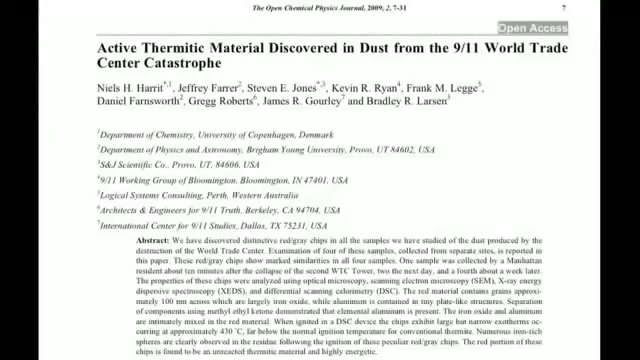 The Open Chemical Physics Journal, 2009, 2, 7-31
7
Open Access
Active Thermitic Material Discovered in Dust from the 9/11 World Trade
Center Catastrophe
Niels H. Harrit*,1, Jeffrey Farrer2, Steven E. Jones*,3, Kevin R. Ryan4, Frank M. Legge5,
Daniel Farnsworth2, Gregg Roberts6, James R. Gourley7 and Bradley R. Larsen3
1Department of Chemistry, University of Copenhagen, Denmark
2Department of Physics and Astronomy, Brigham Young University, Provo, UT 84602, USA
3S&J Scientific Co., Provo, UT, 84606, USA
49/11 Working Group of Bloomington, Bloomington, IN 47401, USA
5Logical Systems Consulting, Perth, Western Australia
6Architects & Engineers for 9/11 Truth, Berkeley, CA 94704, USA
7International Center for 9/11 Studies, Dallas, TX 75231, USA
Abstract: We have discovered distinctive red/gray chips in all the samples we have studied of the dust produced by the
destruction of the World Trade Center. Examination of four of these samples, collected from separate sites, is reported in
this paper. These red/gray chips show marked similarities in all four samples. One sample was collected by a Manhattan
resident about ten minutes after the collapse of the second WTC Tower, two the next day, and a fourth about a week later.
The properties of these chips were analyzed using optical microscopy, scanning electron microscopy (SEM), X-ray energy
dispersive spectroscopy (XEDS), and differential scanning calorimetry (DSC). The red material contains grains approxi-
mately 100 nm across which are largely iron oxide, while aluminum is contained in tiny plate-like structures. Separation
of components using methyl ethyl ketone demonstrated that elemental aluminum is present. The iron oxide and aluminum
are intimately mixed in the red material. When ignited in a DSC device the chips exhibit large but narrow exotherms oc-
curring at approximately 430 °C, far below the normal ignition temperature for conventional thermite. Numerous iron-rich
spheres are clearly observed in the residue following the ignition of these peculiar red/gray chips. The red portion of these
chips is found to be an unreacted thermitic material and highly energetic.